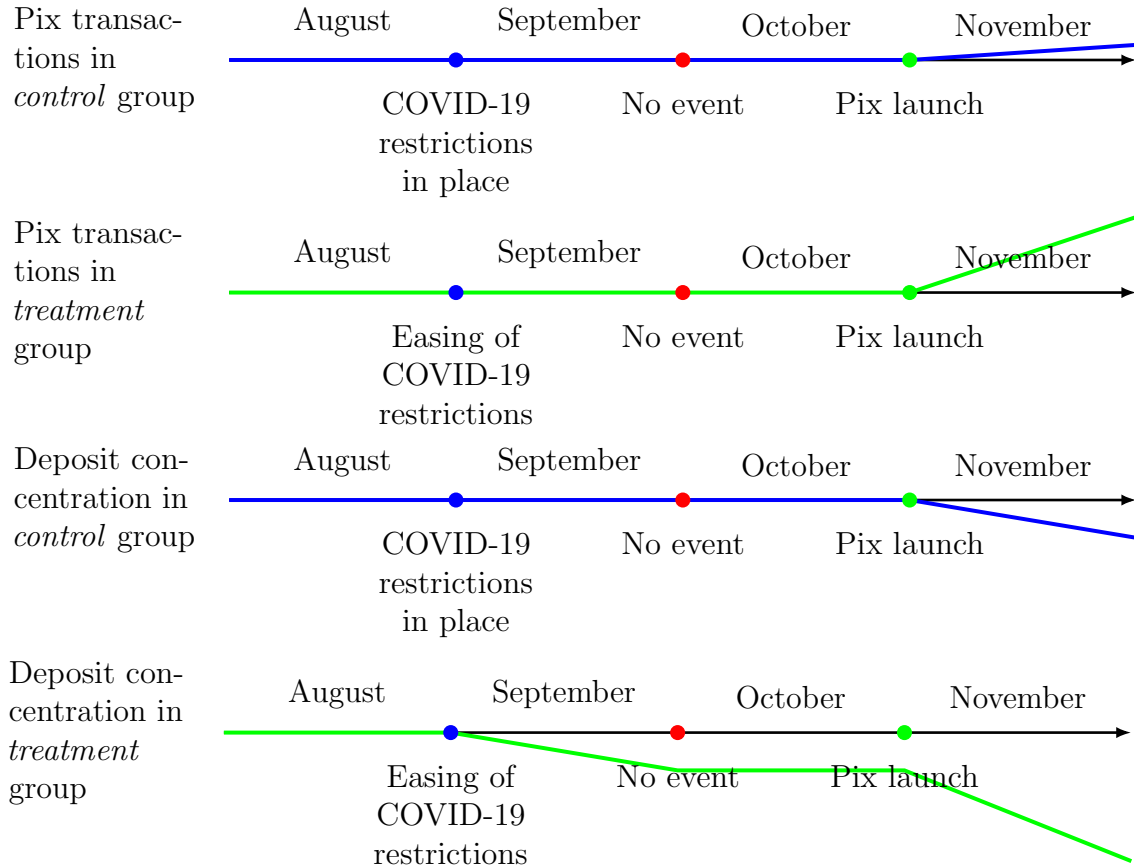 Pix transac-
tions in
control group
August September October November
COVID-19
restrictions
in place
No event
Pix launch
Pix transac-
tions in
treatment
group
August September October November
Easing of
COVID-19
restrictions
No event
Pix launch
Deposit con-
centration in
control group
August September October November
COVID-19
restrictions
in place
No event
Pix launch
Deposit con-
centration in
treatment
group
August September October November
Easing of
COVID-19
restrictions
No event
Pix launch